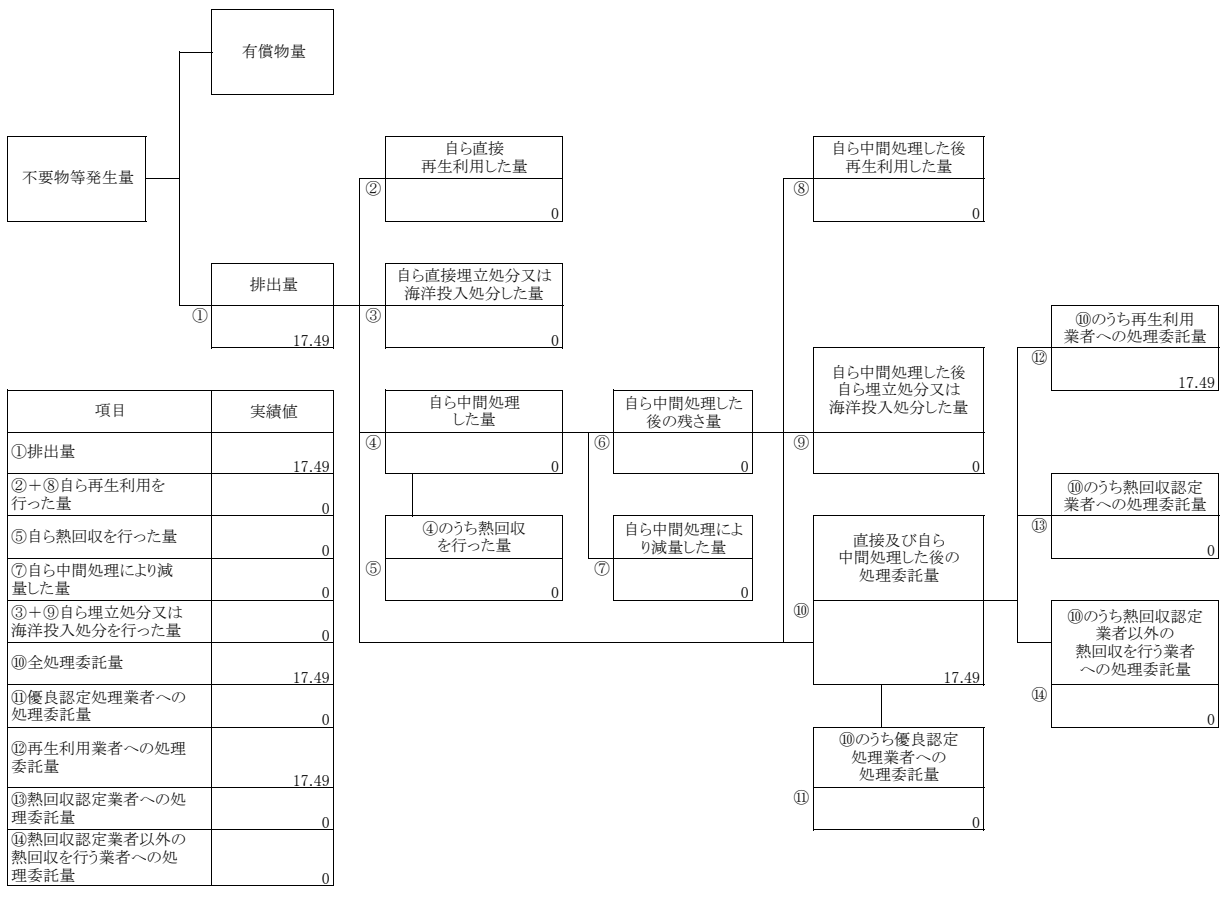 有償物量
不要物等発生量
排出量
①
17.49
自ら直接
再生利用した量
②
0
自ら直接埋立処分又は
海洋投入処分した量
③
0
自ら中間処理
した量
④
0
④のうち熱回収
を行った量
⑤
0
自ら中間処理した
後の残さ量
⑥
0
自ら中間処理によ
り減量した量
⑦
0
自ら中間処理した後
再生利用した量
⑧
0
自ら中間処理した後
自ら埋立処分又は
海洋投入処分した量
⑨
0
直接及び自ら
中間処理した後の
処理委託量
⑩
17.49
⑩のうち優良認定
処理業者への
処理委託量
⑪
0
⑩のうち再生利用
業者への処理委託量
⑫
17.49
⑩のうち熱回収認定
業者への処理委託量
⑬
0
⑩のうち熱回収認定
業者以外の
熱回収を行う業者
への処理委託量
⑭
0
項目 実績値
①排出量
17.49
②＋⑧自ら再生利用を
行った量
0
⑤自ら熱回収を行った量
0
⑦自ら中間処理により減
量した量
0
③＋⑨自ら埋立処分又は
海洋投入処分を行った量
0
⑩全処理委託量
17.49
⑪優良認定処理業者への
処理委託量
0
⑫再生利用業者への処理
委託量
17.49
⑬熱回収認定業者への処
理委託量
0
⑭熱回収認定業者以外の
熱回収を行う業者への処
理委託量
0